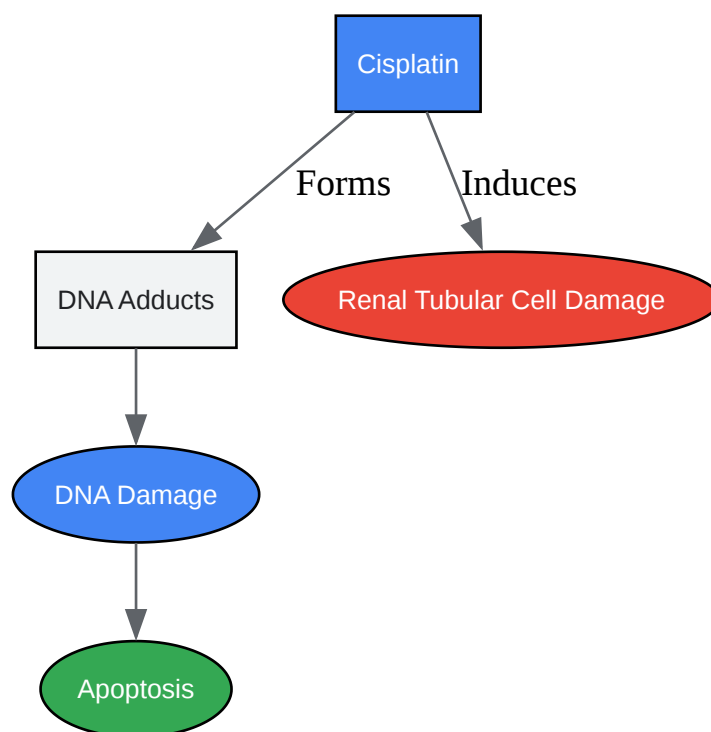 Cisplatin
Forms
Induces
DNA Adducts
Renal Tubular Cell Damage
DNA Damage
Apoptosis